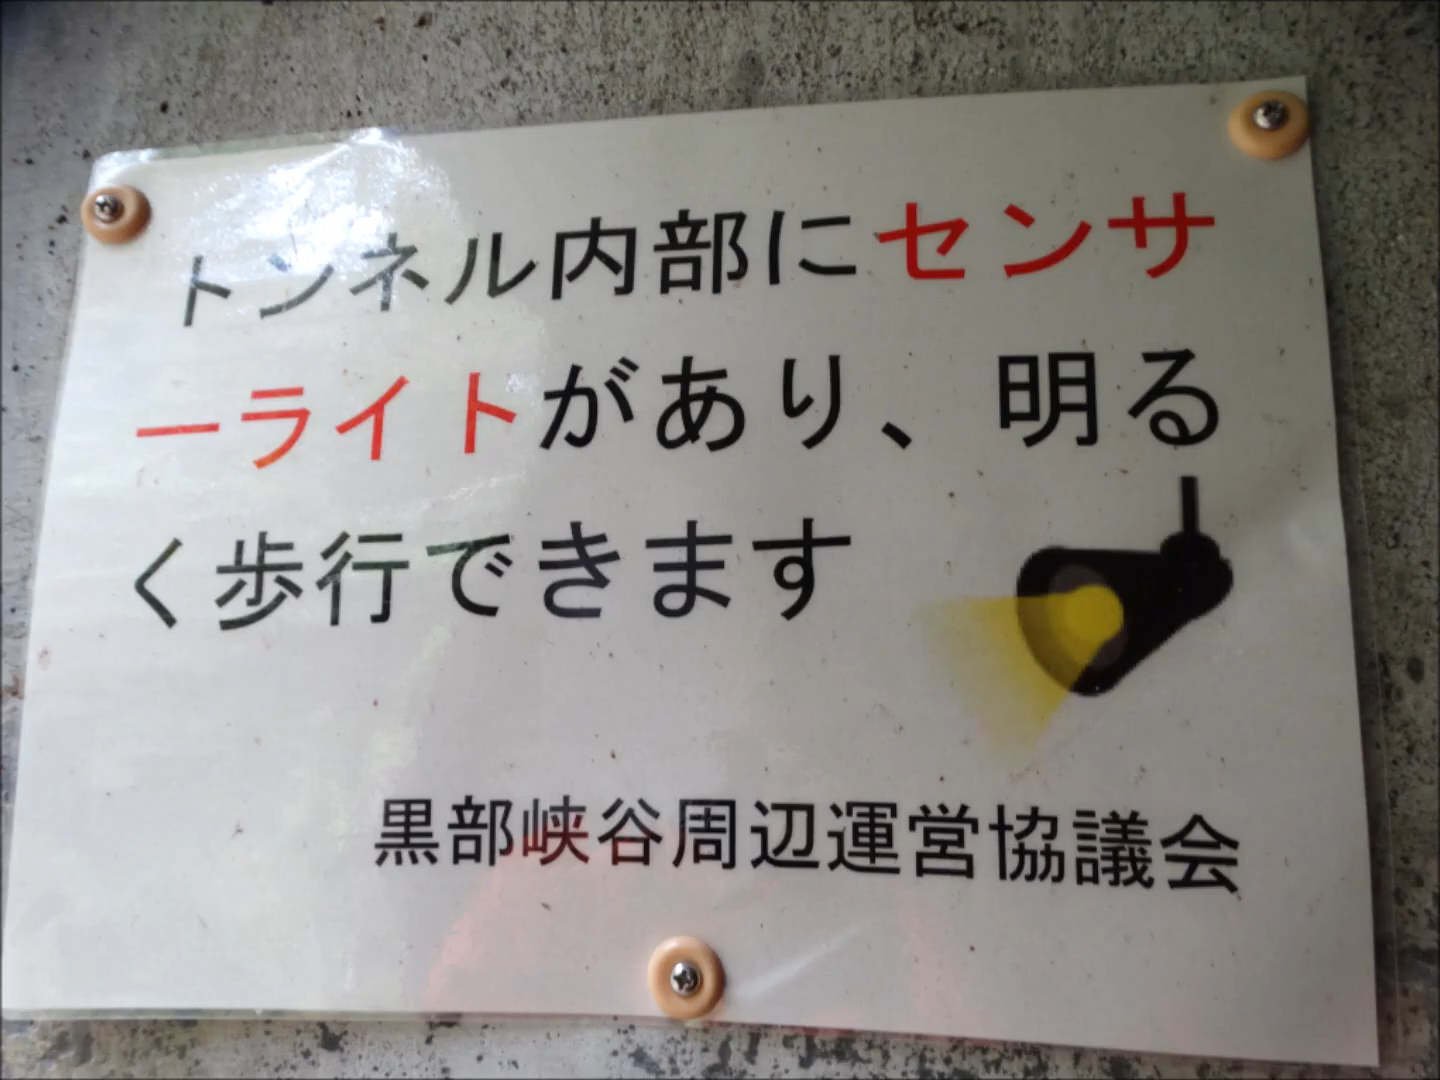 トンネル内部にセンサ
ーライトがあり、明る
く歩行できます
黒部峡谷周辺運営協議会